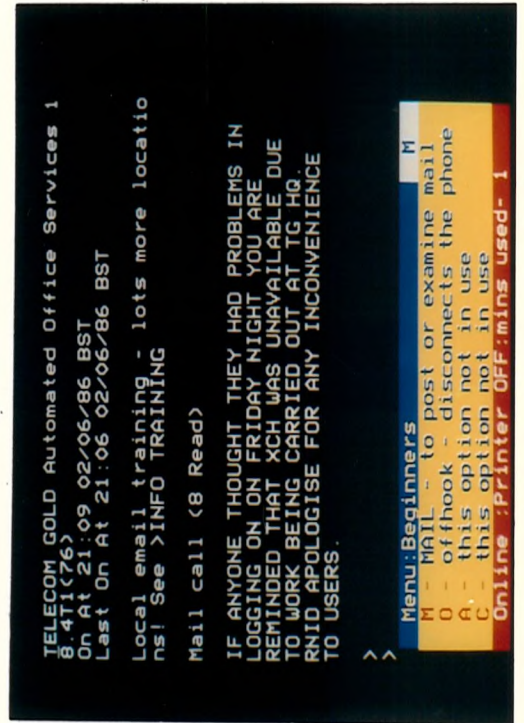 TELECOM GOLD Automated Office Services 1
8.4T1(76)
On At 21:09 02/06/86 BST
Last On At 21:06 02/06/86 BST
Local email training - lots more locatio
ns! See >INFO TRAINING
Mail call (8 Read)
IF ANYONE THOUGHT THEY HAD PROBLEMS IN
LOGGING ON ON FRIDAY NIGHT YOU ARE
REMINDED THAT XCH WAS UNAVAILABLE DUE
TO WORK BEING CARRIED OUT AT TG HQ.
RNID APOLOGISE FOR ANY INCONVENIENCE
TO USERS.
>
>
Menu:Beginners M
M - MAIL - to post or examine mail
O - offhook - disconnects the phone
A - this option not in use
C - this option not in use
Online :Printer OFF:mins used- 1